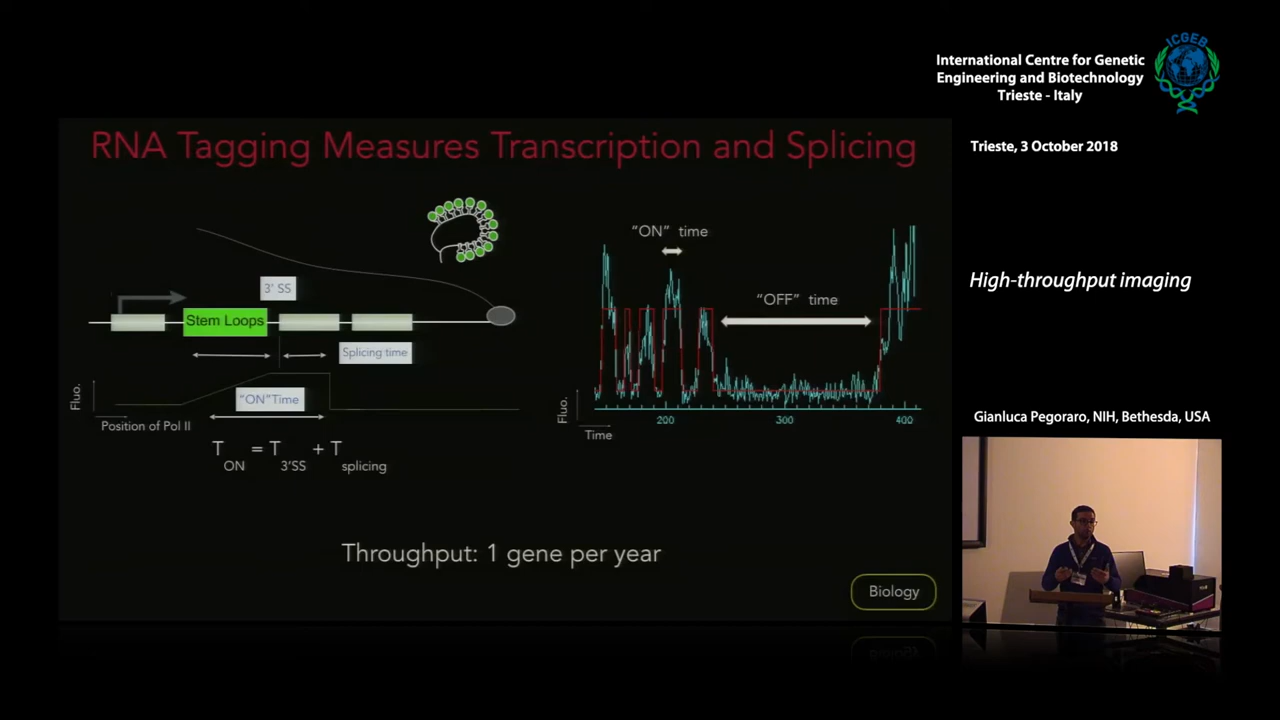 ICGEB
International Centre for Genetic
Engineering and Biotechnology
Trieste - Italy
Trieste, 3 October 2018
High-throughput imaging
Gianluca Pegoraro, NIH, Bethesda, USA
RNA Tagging Measures Transcription and Splicing
3' SS
Stem Loops
Splicing time
Fluo.
"ON"Time
Position of Pol II
T ON = T 3'SS + T splicing
"ON" time
"OFF" time
Fluo.
200 300 400
Time
Throughput: 1 gene per year
Biology